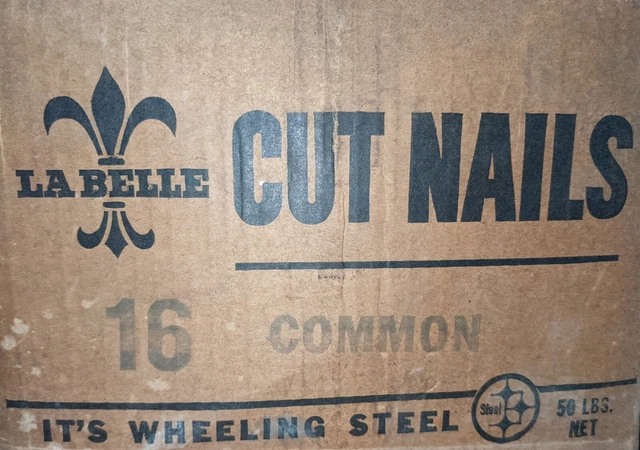 LA BELLE
CUT NAILS
16 COMMON
IT'S WHEELING STEEL
Steel
50 LBS.
NET